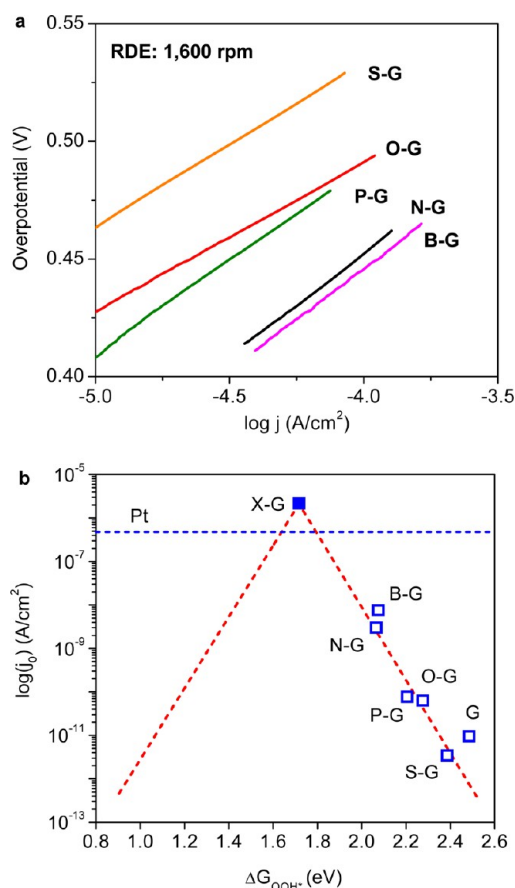 a
RDE: 1,600 rpm
S-G
O-G
P-G
N-G
B-G
Overpotential (V)
0.55
0.50
0.45
0.40
-5.0 -4.5 -4.0 -3.5
log j (A/cm²)
b
X-G
Pt
B-G
N-G
O-G
P-G
G
S-G
log(j₀) (A/cm²)
10⁻⁵
10⁻⁷
10⁻⁹
10⁻¹¹
10⁻¹³
0.8 1.0 1.2 1.4 1.6 1.8 2.0 2.2 2.4 2.6
ΔG_OOH* (eV)